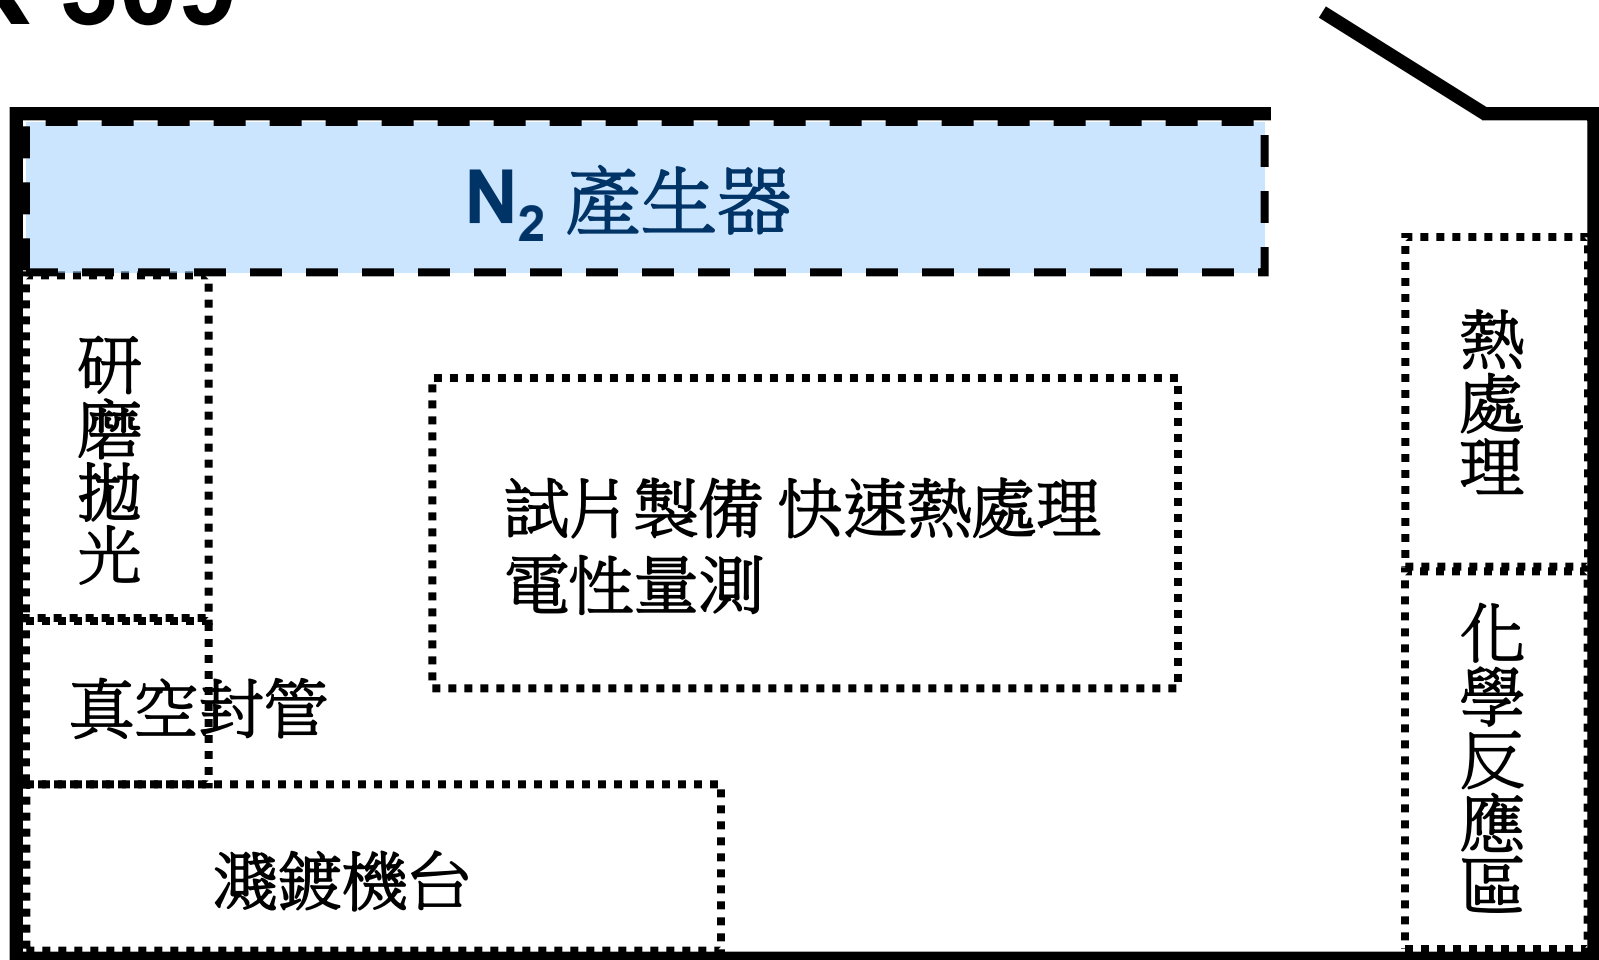 N2 產生器
研磨拋光
熱處理
試片製備 快速熱處理
電性量測
真空封管
化學反應區
濺鍍機台